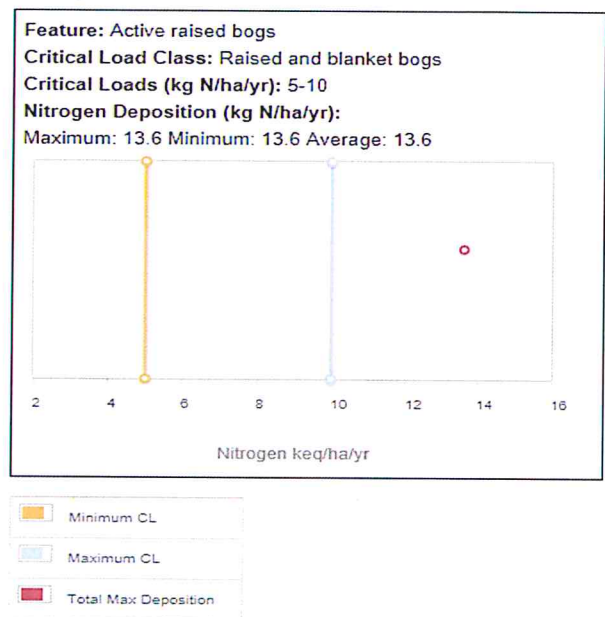 Feature: Active raised bogs
Critical Load Class: Raised and blanket bogs
Critical Loads (kg N/ha/yr): 5-10
Nitrogen Deposition (kg N/ha/yr):
Maximum: 13.6 Minimum: 13.6 Average: 13.6
2 4 6 8 10 12 14 16
Nitrogen keq/ha/yr
Minimum CL
Maximum CL
Total Max Deposition